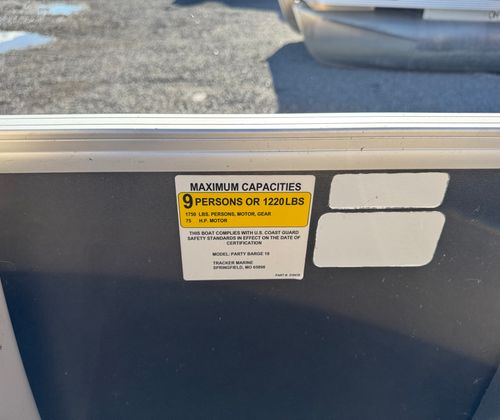 MAXIMUM CAPACITIES
9 PERSONS OR 1220 LBS
1750 LBS. PERSONS, MOTOR, GEAR
75 H.P. MOTOR
THIS BOAT COMPLIES WITH U.S. COAST GUARD
SAFETY STANDARDS IN EFFECT ON THE DATE OF
CERTIFICATION
MODEL: PARTY BARGE 18
TRACKER MARINE
SPRINGFIELD, MO 65898
PART #.